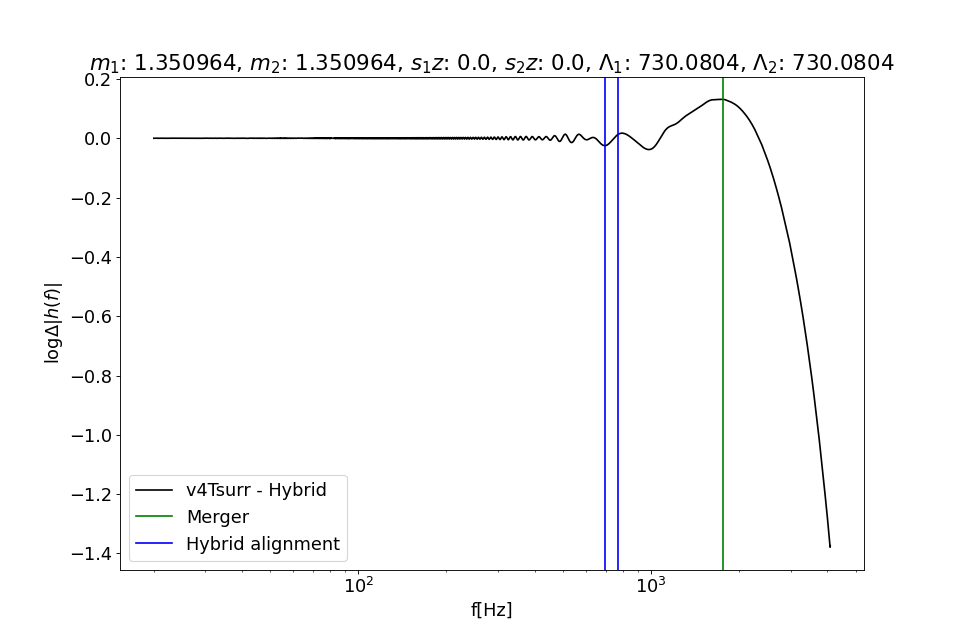 m₁: 1.350964, m₂: 1.350964, s₁z: 0.0, s₂z: 0.0, Λ₁: 730.0804, Λ₂: 730.0804
0.2
0.0
−0.2
−0.4
−0.6
−0.8
−1.0
−1.2
−1.4
logΔ|h(f)|
v4Tsurr - Hybrid
Merger
Hybrid alignment
10² 10³
f[Hz]